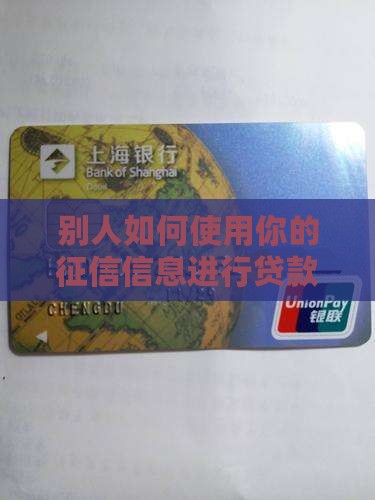 上海银行
Bank of Shanghai
别人如何使用你的
征信信息进行贷款
CHENGDU
UnionPay
银联